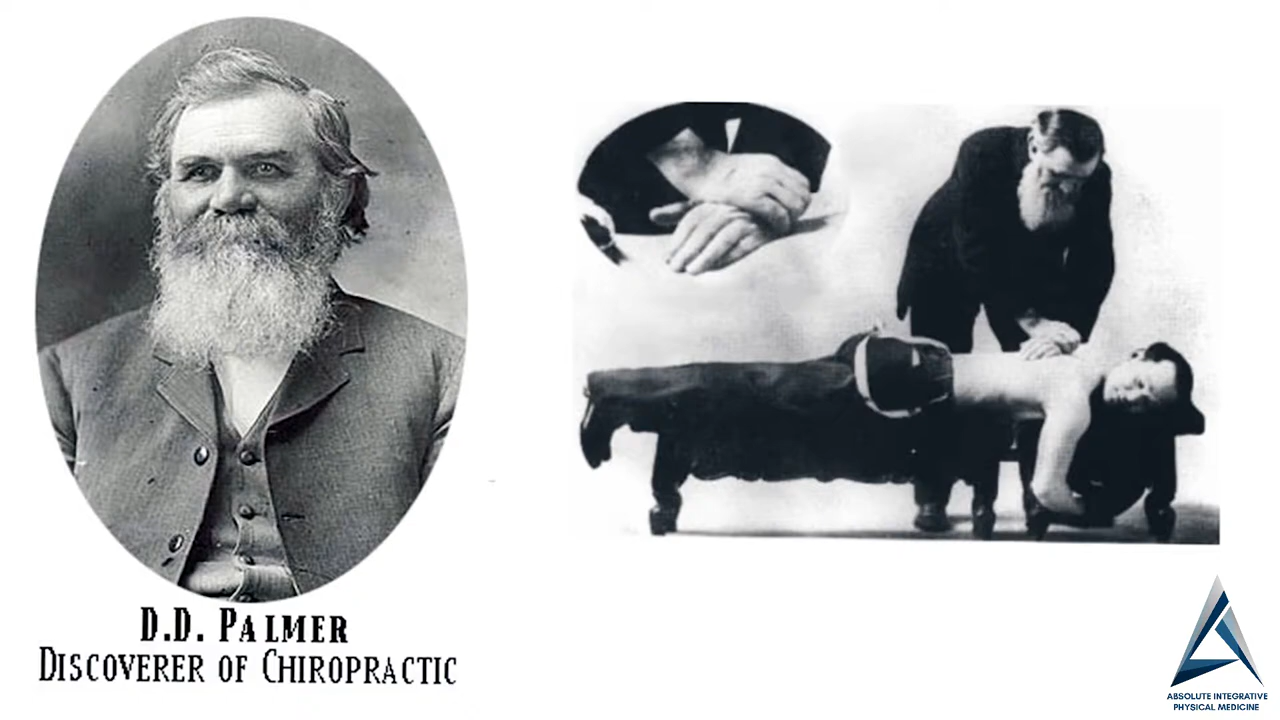 D.D. PALMER
DISCOVERER OF CHIROPRACTIC
ABSOLUTE INTEGRATIVE
PHYSICAL MEDICINE